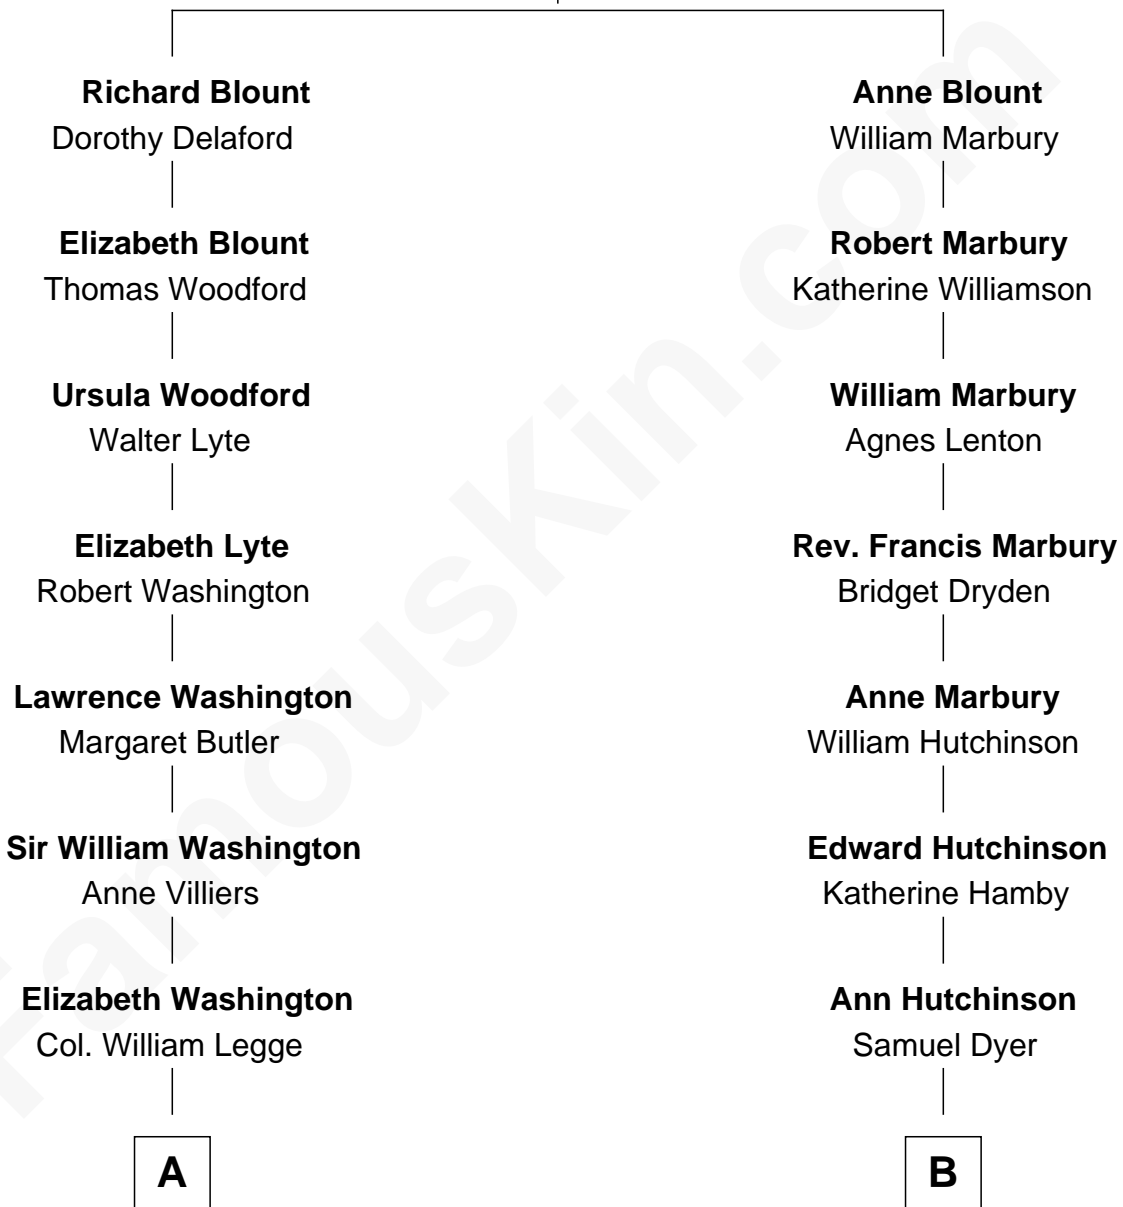 Richard Blount
Dorothy Delaford
Elizabeth Blount
Thomas Woodford
Ursula Woodford
Walter Lyte
Elizabeth Lyte
Robert Washington
Lawrence Washington
Margaret Butler
Sir William Washington
Anne Villiers
Elizabeth Washington
Col. William Legge
A
Anne Blount
William Marbury
Robert Marbury
Katherine Williamson
William Marbury
Agnes Lenton
Rev. Francis Marbury
Bridget Dryden
Anne Marbury
William Hutchinson
Edward Hutchinson
Katherine Hamby
Ann Hutchinson
Samuel Dyer
B
FamousKin.com